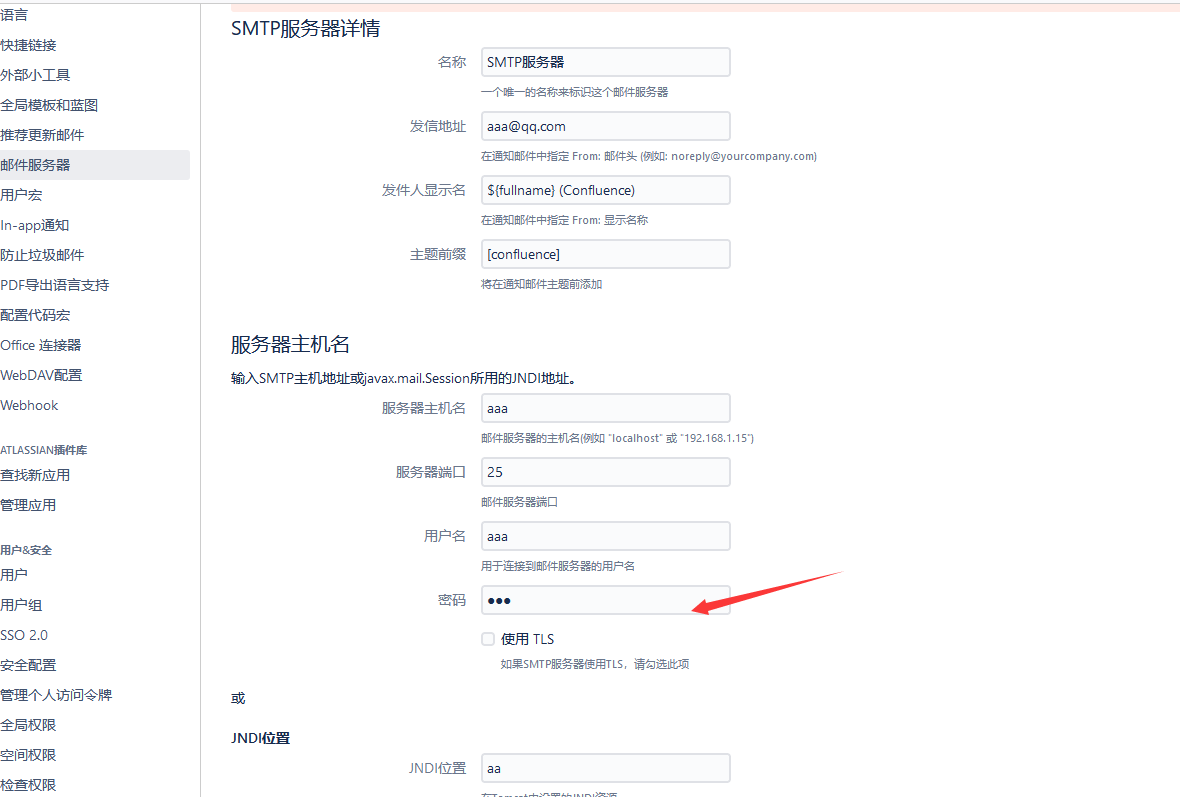 语言
快捷链接
外部小工具
全局模板和蓝图
推荐更新邮件
邮件服务器
用户宏
In-app通知
防止垃圾邮件
PDF导出语言支持
配置代码宏
Office 连接器
WebDAV配置
Webhook
ATLASSIAN插件库
查找新应用
管理应用
用户&安全
用户
用户组
SSO 2.0
安全配置
管理个人访问令牌
全局权限
空间权限
检查权限
SMTP服务器详情
名称 SMTP服务器
一个唯一的名称来标识这个邮件服务器
发信地址 aaa@qq.com
在通知邮件中指定 From: 邮件头 (例如: noreply@yourcompany.com)
发件人显示名 ${fullname} (Confluence)
在通知邮件中指定 From: 显示名称
主题前缀 [confluence]
将在通知邮件主题前添加
服务器主机名
输入SMTP主机地址或javax.mail.Session所用的JNDI地址。
服务器主机名 aaa
邮件服务器的主机名(例如 "localhost" 或 "192.168.1.15")
服务器端口 25
邮件服务器端口
用户名 aaa
用于连接到邮件服务器的用户名
密码 •••
使用 TLS
如果SMTP服务器使用TLS，请勾选此项
或
JNDI位置
JNDI位置 aa
在Tomcat中设置的JNDI资源